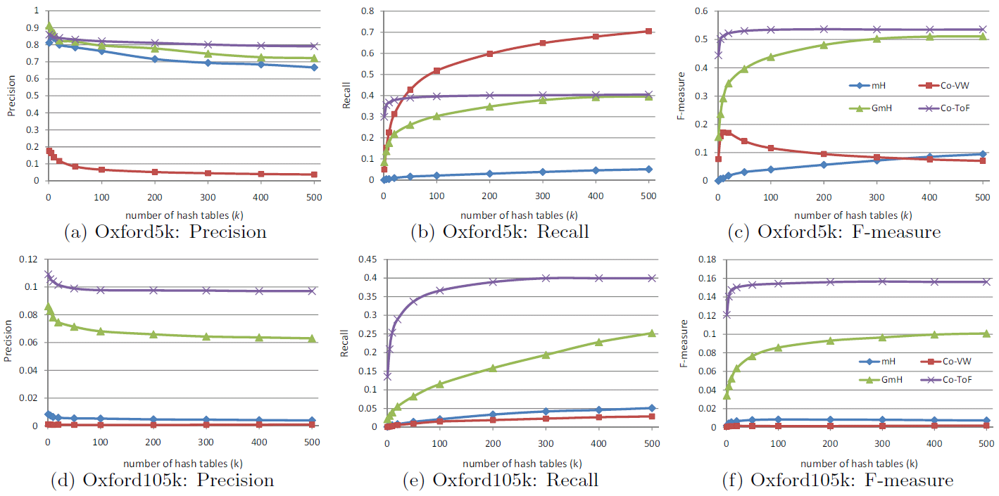 1
0.9
0.8
0.7
0.6
0.5
0.4
0.3
0.2
0.1
0
Precision
0 100 200 300 400 500
number of hash tables (k)
(a) Oxford5k: Precision
0.8
0.7
0.6
0.5
0.4
0.3
0.2
0.1
0
Recall
0 100 200 300 400 500
number of hash tables (k)
(b) Oxford5k: Recall
0.6
0.5
0.4
0.3
0.2
0.1
0
F-measure
mH Co-VW
GmH Co-ToF
0 100 200 300 400 500
number of hash tables (k)
(c) Oxford5k: F-measure
0.12
0.1
0.08
0.06
0.04
0.02
0
Precision
0 100 200 300 400 500
number of hash tables (k)
(d) Oxford105k: Precision
0.45
0.4
0.35
0.3
0.25
0.2
0.15
0.1
0.05
0
Recall
0 100 200 300 400 500
number of hash tables (k)
(e) Oxford105k: Recall
0.18
0.16
0.14
0.12
0.1
0.08
0.06
0.04
0.02
0
F-measure
mH Co-VW
GmH Co-ToF
0 100 200 300 400 500
number of hash tables (k)
(f) Oxford105k: F-measure